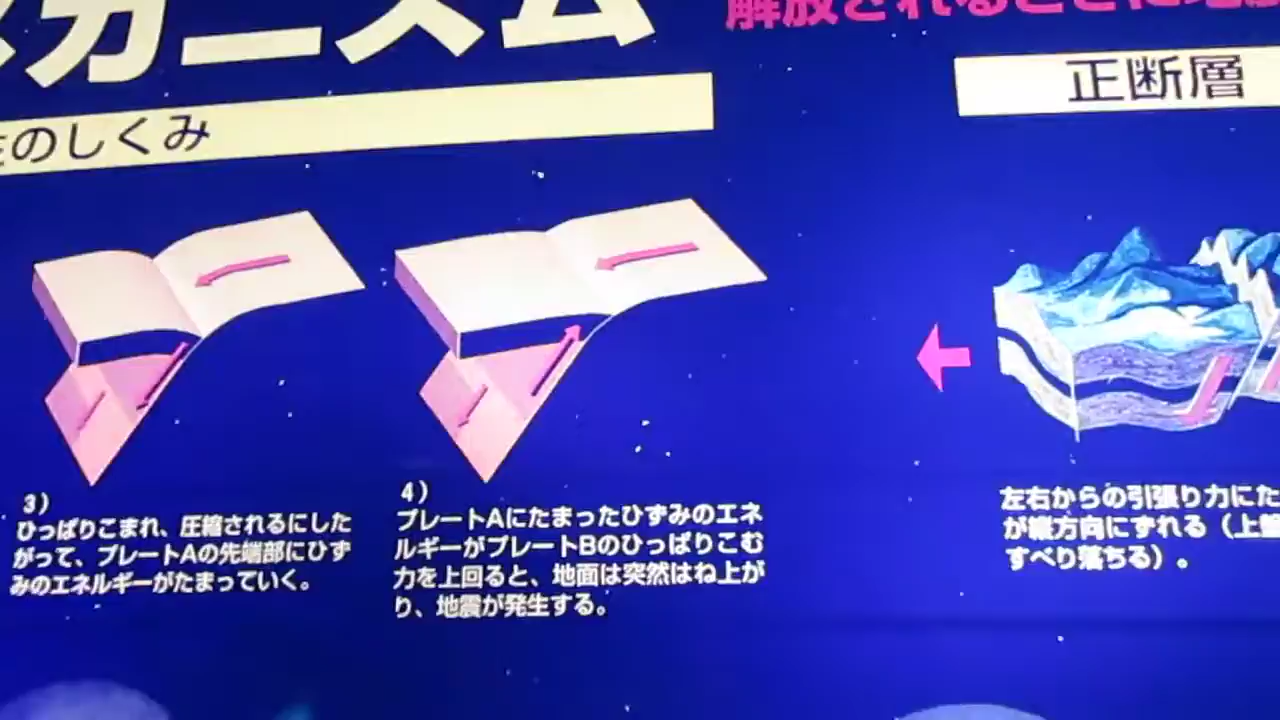 カニズム
解放されるときに地
のしくみ
正断層
3)
ひっぱりこまれ、圧縮されるにした
がって、プレートAの先端部にひず
みのエネルギーがたまっていく。
4)
プレートAにたまったひずみのエネ
ルギーがプレートBのひっぱりこむ
力を上回ると、地面は突然はね上が
り、地震が発生する。
左右からの引張り力にた
が縦方向にずれる（上盤
すべり落ちる）。